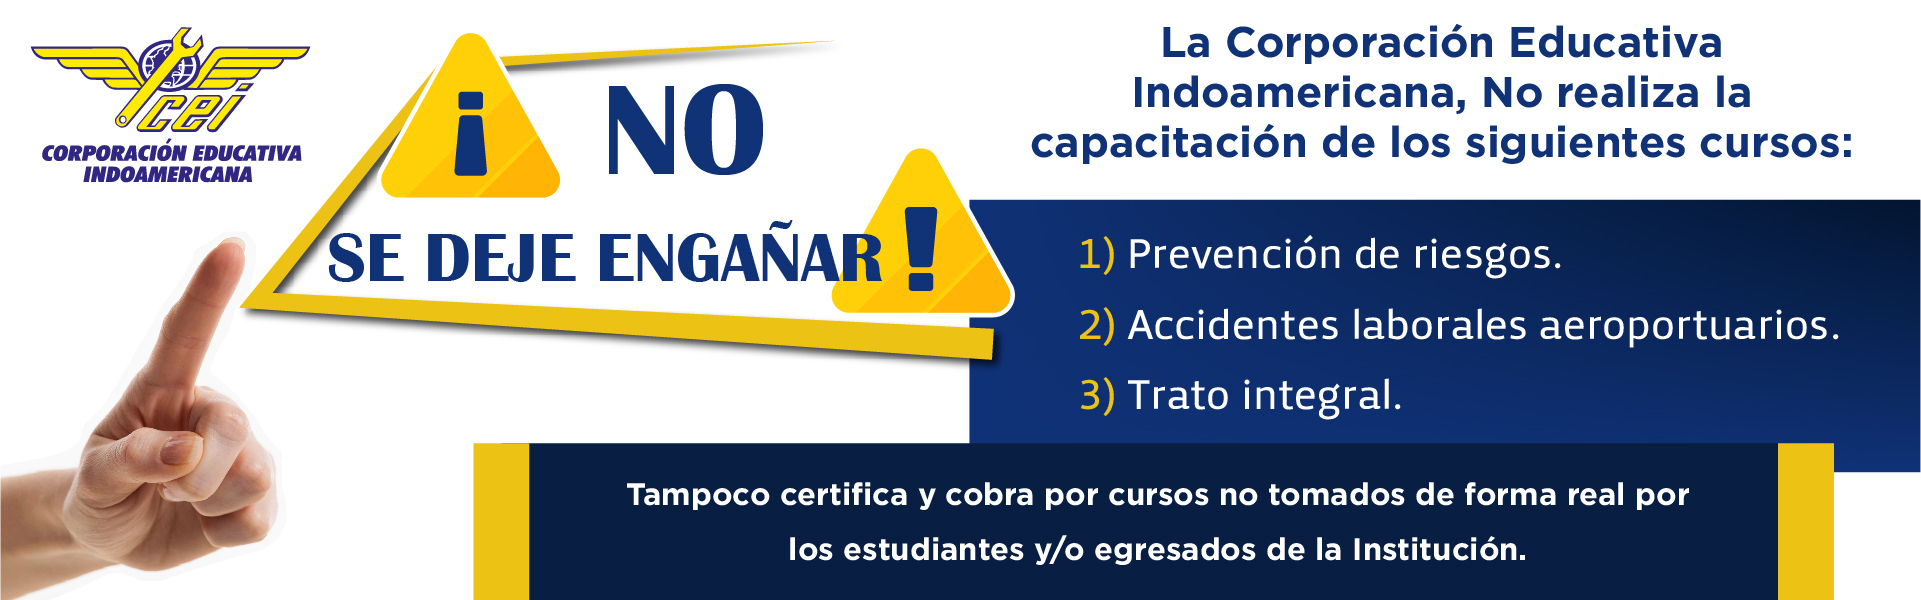 cei
CORPORACIÓN EDUCATIVA
INDOAMERICANA
¡ NO
SE DEJE ENGAÑAR !
La Corporación Educativa
Indoamericana, No realiza la
capacitación de los siguientes cursos:
1) Prevención de riesgos.
2) Accidentes laborales aeroportuarios.
3) Trato integral.
Tampoco certifica y cobra por cursos no tomados de forma real por
los estudiantes y/o egresados de la Institución.